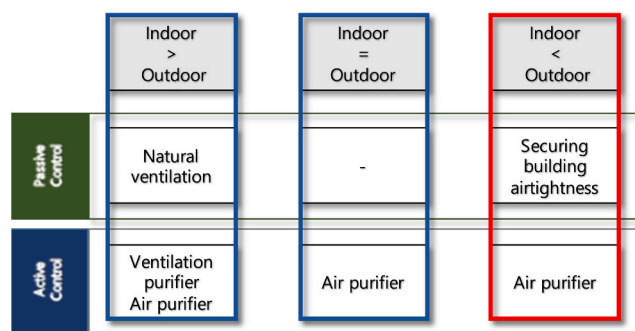 Indoor
>
Outdoor
Indoor
=
Outdoor
Indoor
<
Outdoor
Passive
Control
Natural
ventilation
-
Securing
building
airtightness
Active
Control
Ventilation
purifier
Air purifier
Air purifier
Air purifier